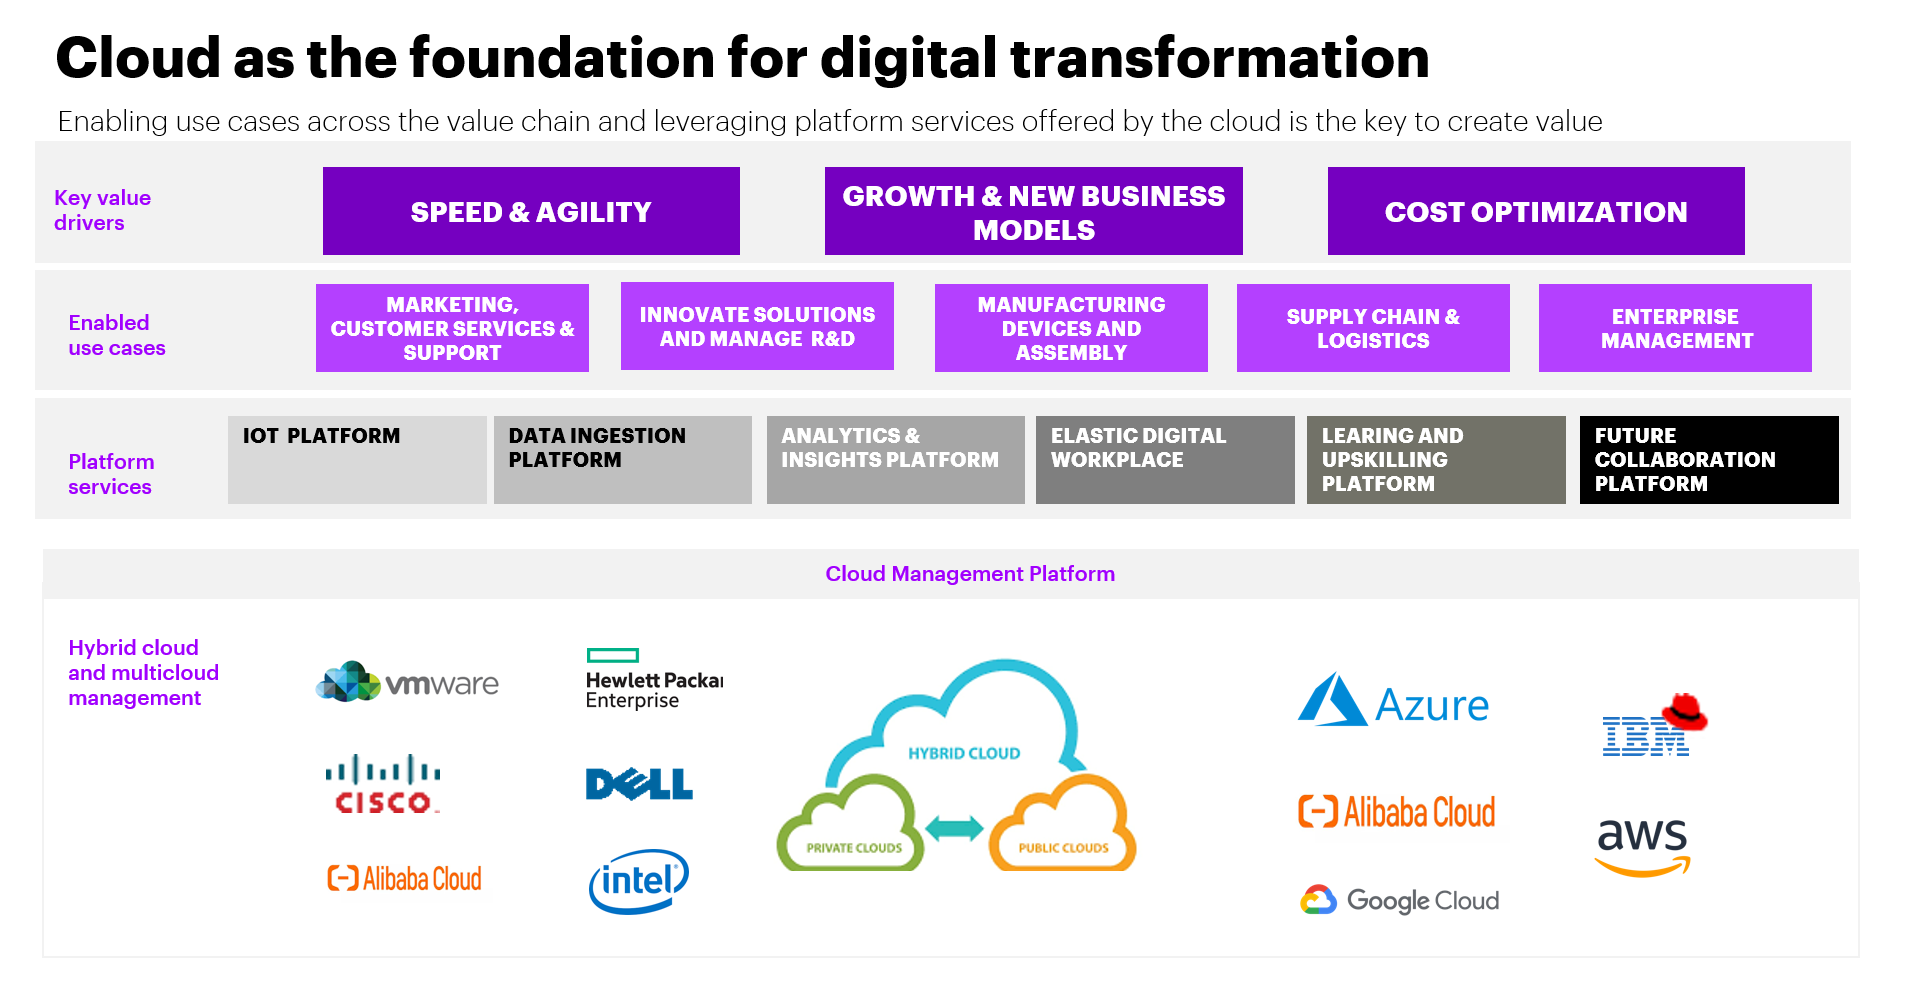 Cloud as the foundation for digital transformation
Enabling use cases across the value chain and leveraging platform services offered by the cloud is the key to create value
Key value
drivers
SPEED & AGILITY
GROWTH & NEW BUSINESS
MODELS
COST OPTIMIZATION
Enabled
use cases
MARKETING,
CUSTOMER SERVICES &
SUPPORT
INNOVATE SOLUTIONS
AND MANAGE R&D
MANUFACTURING
DEVICES AND
ASSEMBLY
SUPPLY CHAIN &
LOGISTICS
ENTERPRISE
MANAGEMENT
Platform
services
IOT PLATFORM
DATA INGESTION
PLATFORM
ANALYTICS &
INSIGHTS PLATFORM
ELASTIC DIGITAL
WORKPLACE
LEARING AND
UPSKILLING
PLATFORM
FUTURE
COLLABORATION
PLATFORM
Cloud Management Platform
Hybrid cloud
and multicloud
management
vmware
Hewlett Packar
Enterprise
CISCO
DELL
Alibaba Cloud
intel
HYBRID CLOUD
PRIVATE CLOUDS
PUBLIC CLOUDS
Azure
IBM
Alibaba Cloud
aws
Google Cloud